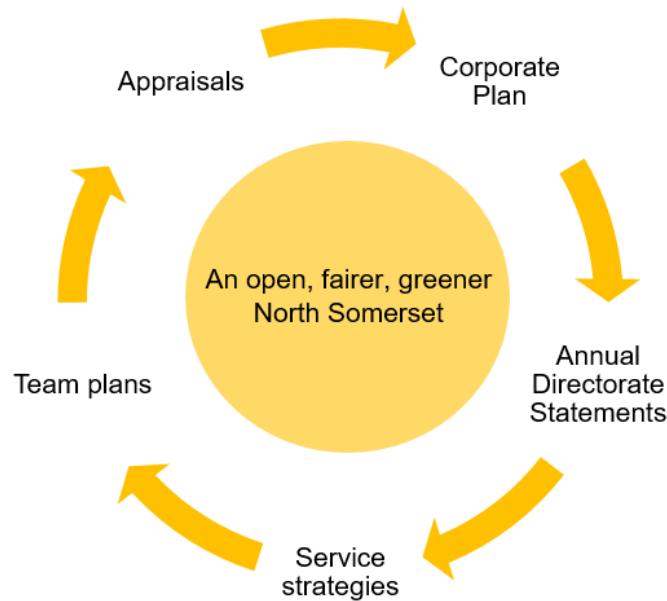 Appraisals
Corporate
Plan
An open, fairer, greener
North Somerset
Annual
Directorate
Statements
Team plans
Service
strategies